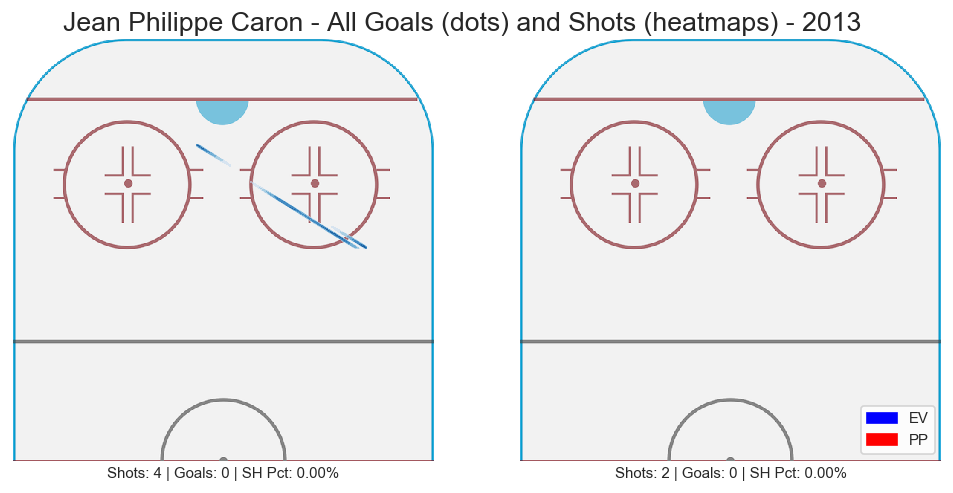 Jean Philippe Caron - All Goals (dots) and Shots (heatmaps) - 2013
EV
PP
Shots: 4 | Goals: 0 | SH Pct: 0.00%
Shots: 2 | Goals: 0 | SH Pct: 0.00%